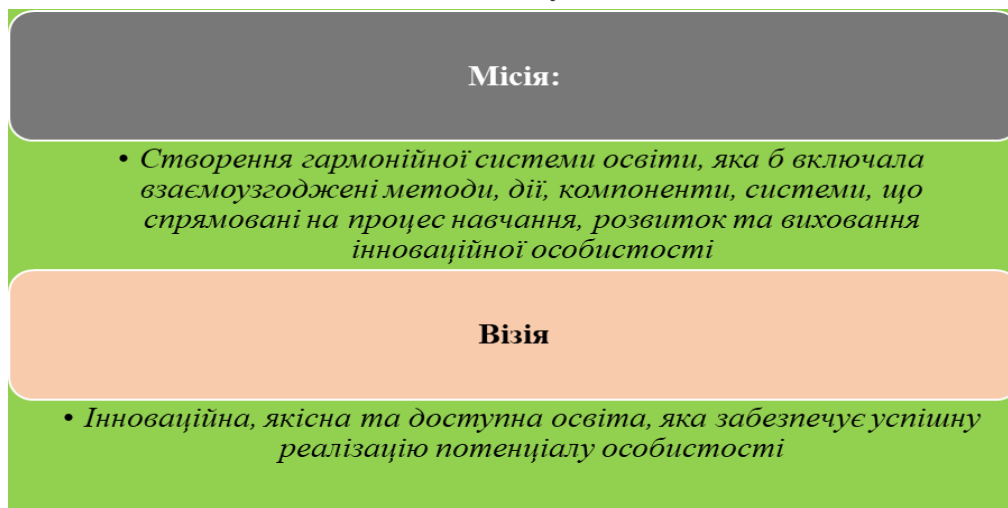 Місія:
• Створення гармонійної системи освіти, яка б включала
взаємоузгоджені методи, дії, компоненти, системи, що
спрямовані на процес навчання, розвиток та виховання
інноваційної особистості
Візія
• Інноваційна, якісна та доступна освіта, яка забезпечує успішну
реалізацію потенціалу особистості